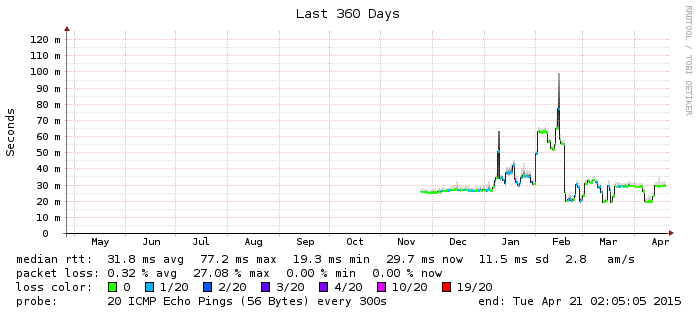 Last 360 Days
RRDTOOL / TOBI OETIKER
Seconds
120 m
110 m
100 m
90 m
80 m
70 m
60 m
50 m
40 m
30 m
20 m
10 m
0
May Jun Jul Aug Sep Oct Nov Dec Jan Feb Mar Apr
median rtt: 31.8 ms avg 77.2 ms max 19.3 ms min 29.7 ms now 11.5 ms sd 2.8 am/s
packet loss: 0.32 % avg 27.08 % max 0.00 % min 0.00 % now
loss color: 0 1/20 2/20 3/20 4/20 10/20 19/20
probe: 20 ICMP Echo Pings (56 Bytes) every 300s end: Tue Apr 21 02:05:05 2015